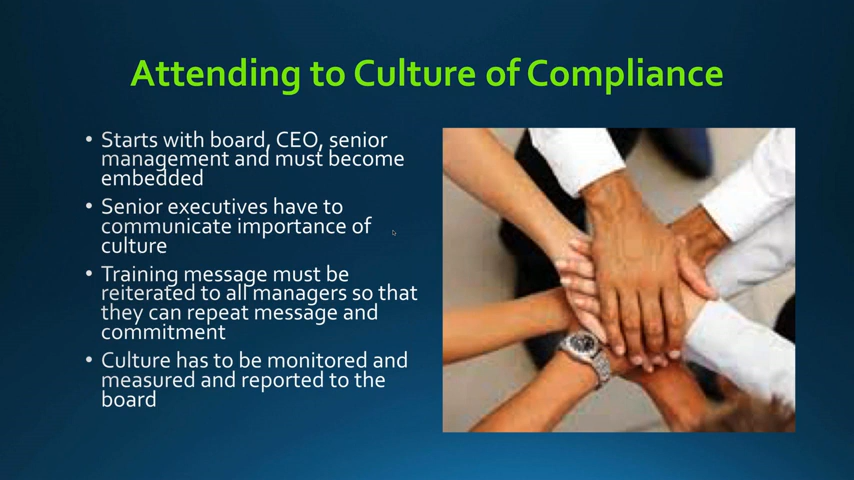 Attending to Culture of Compliance
• Starts with board, CEO, senior
management and must become
embedded
• Senior executives have to
communicate importance of
culture
• Training message must be
reiterated to all managers so that
they can repeat message and
commitment
• Culture has to be monitored and
measured and reported to the
board